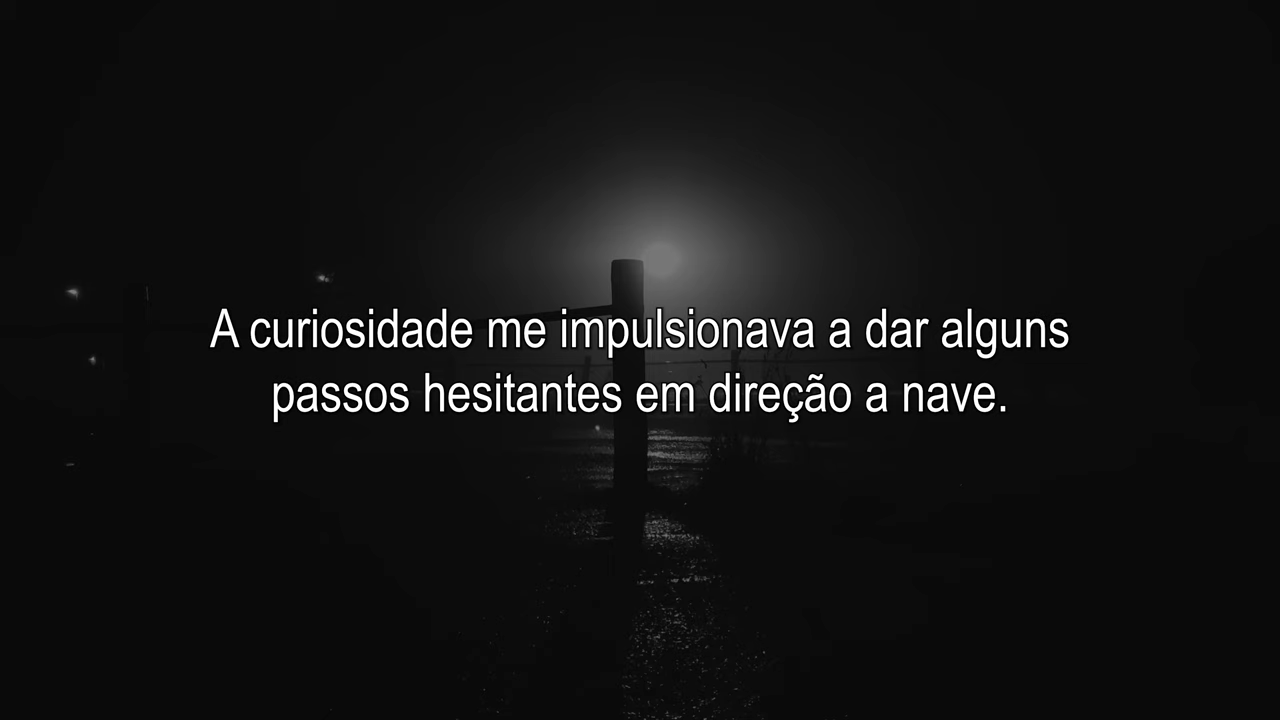 A curiosidade me impulsionava a dar alguns
passos hesitantes em direção a nave.